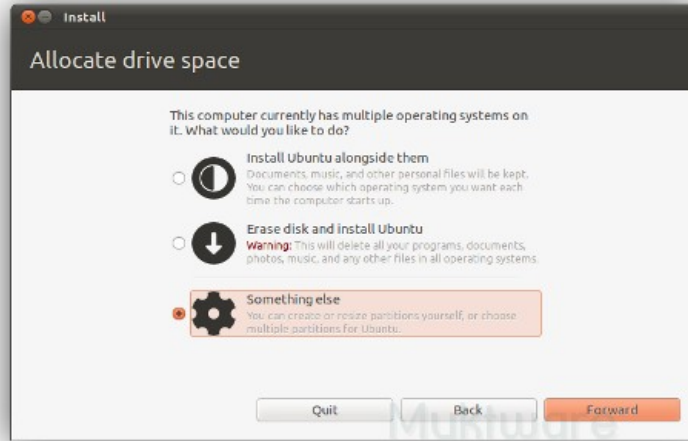 Install
Allocate drive space
This computer currently has multiple operating systems on
it. What would you like to do?
Install Ubuntu alongside them
Documents, music, and other personal files will be kept.
You can choose which operating system you want each
time the computer starts up.
Erase disk and install Ubuntu
Warning: This will delete all your programs, documents,
photos, music, and any other files in all operating systems.
Something else
You can create or resize partitions yourself, or choose
multiple partitions for Ubuntu.
Quit Back Forward
Muktware